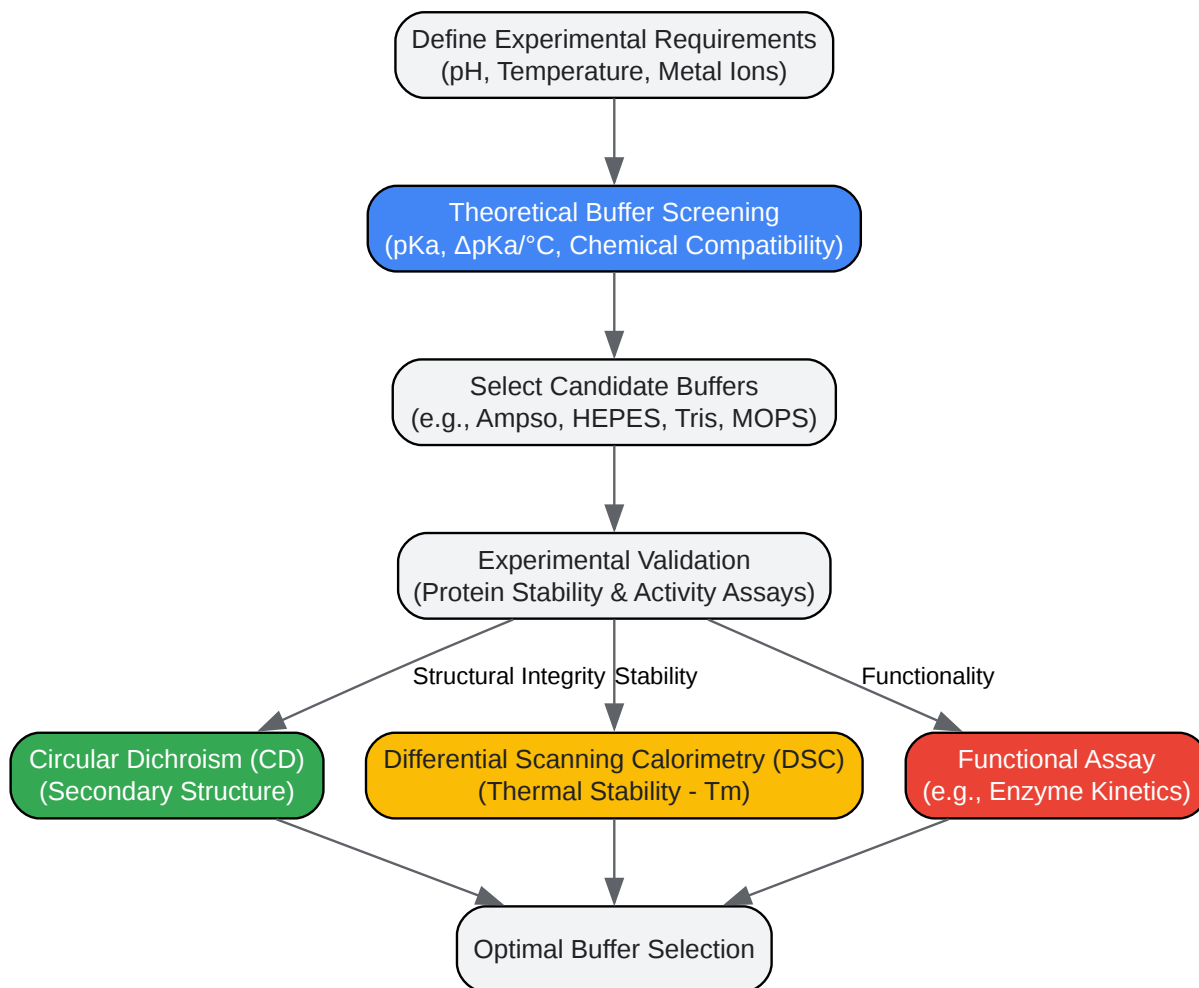 Define Experimental Requirements
(pH, Temperature, Metal Ions)
Theoretical Buffer Screening
(pKa, ΔpKa/°C, Chemical Compatibility)
Select Candidate Buffers
(e.g., Ampso, HEPES, Tris, MOPS)
Experimental Validation
(Protein Stability & Activity Assays)
Structural Integrity
Stability
Functionality
Circular Dichroism (CD)
(Secondary Structure)
Differential Scanning Calorimetry (DSC)
(Thermal Stability - Tm)
Functional Assay
(e.g., Enzyme Kinetics)
Optimal Buffer Selection